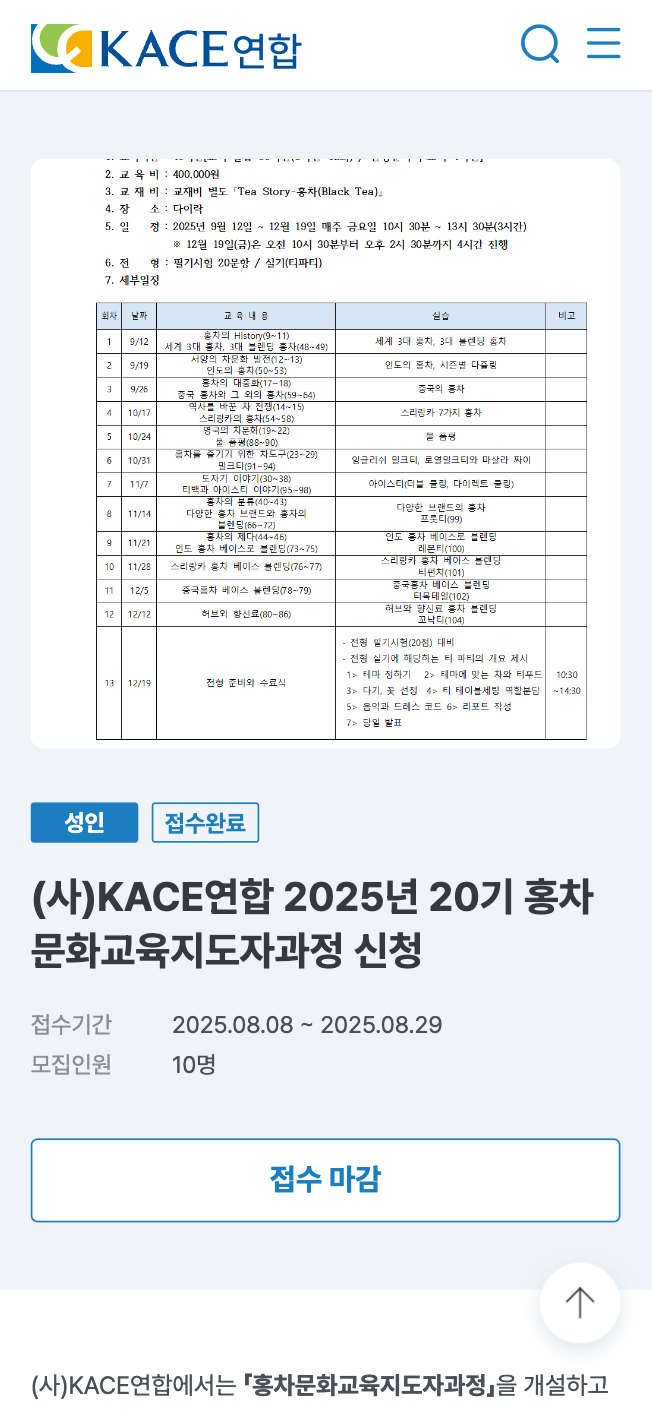 KACE연합
2. 교 육 비 : 400,000원
3. 교 재 비 : 교재비 별도 『Tea Story-홍차(Black Tea)』
4. 장 소 : 다이락
5. 일 정 : 2025년 9월 12일 ~ 12월 19일 매주 금요일 10시 30분 ~ 13시 30분(3시간)
※ 12월 19일(금)은 오전 10시 30분부터 오후 2시 30분까지 4시간 진행
6. 전 형 : 필기시험 20문항 / 실기(티파티)
7. 세부일정
회차 날짜 교 육 내 용 실습 비고
1 9/12 홍차의 History(9~11) 세계 3대 홍차, 3대 블렌딩 홍차
세계 3대 홍차, 3대 블렌딩 홍차(48~49)
2 9/19 서양의 차문화 발전(12~13) 인도의 홍차, 시즌별 다즐링
인도의 홍차(50~53)
3 9/26 홍차의 대중화(17~18) 중국의 홍차
중국 홍차와 그 외의 홍차(59~64)
4 10/17 역사를 바꾼 차 전쟁(14~15) 스리랑카 7가지 홍차
스리랑카의 홍차(54~58)
5 10/24 영국의 차문화(19~22) 물 품평
물 품평(88~90)
6 10/31 홍차를 즐기기 위한 차도구(23~29) 잉글리쉬 밀크티, 로열밀크티와 마살라 짜이
밀크티(91~94)
7 11/7 도자기 이야기(30~38) 아이스티(더블 쿨링, 다이렉트 쿨링)
티백과 아이스티 이야기(95~98)
8 11/14 홍차의 분류(40~43) 다양한 브랜드의 홍차
다양한 홍차 브랜드와 홍차의 프룻티(99)
블렌딩(66~72)
9 11/21 홍차의 제다(44~46) 인도 홍차 베이스로 블렌딩
인도 홍차 베이스로 블렌딩(73~75) 레몬티(100)
10 11/28 스리랑카 홍차 베이스 블렌딩(76~77) 스리랑카 홍차 베이스 블렌딩
티펀치(101)
11 12/5 중국홍차 베이스 블렌딩(78~79) 중국홍차 베이스 블렌딩
티칵테일(102)
12 12/12 허브와 향신료(80~86) 허브와 향신료 홍차 블렌딩
꼬냑티(104)
13 12/19 전형 준비와 수료식 - 전형 필기시험(20점) 대비
- 전형 실기에 해당하는 티 파티의 개요 제시
1> 테마 정하기 2> 테마에 맞는 차와 티푸드 10:30
3> 다기, 꽃 선정 4> 티 테이블세팅 역할분담 ~14:30
5> 음악과 드레스 코드 6> 리포트 작성
7> 당일 발표
성인 접수완료
(사)KACE연합 2025년 20기 홍차
문화교육지도자과정 신청
접수기간 2025.08.08 ~ 2025.08.29
모집인원 10명
접수 마감
(사)KACE연합에서는 『홍차문화교육지도자과정』을 개설하고